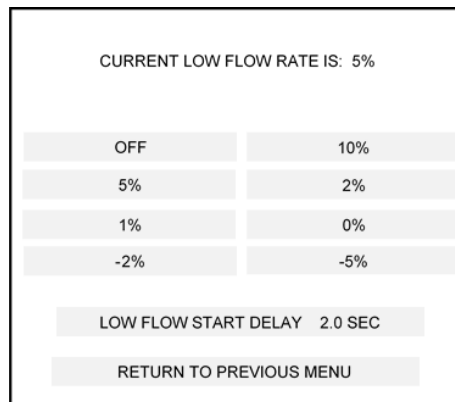 CURRENT LOW FLOW RATE IS: 5%
OFF 10%
5% 2%
1% 0%
-2% -5%
LOW FLOW START DELAY 2.0 SEC
RETURN TO PREVIOUS MENU